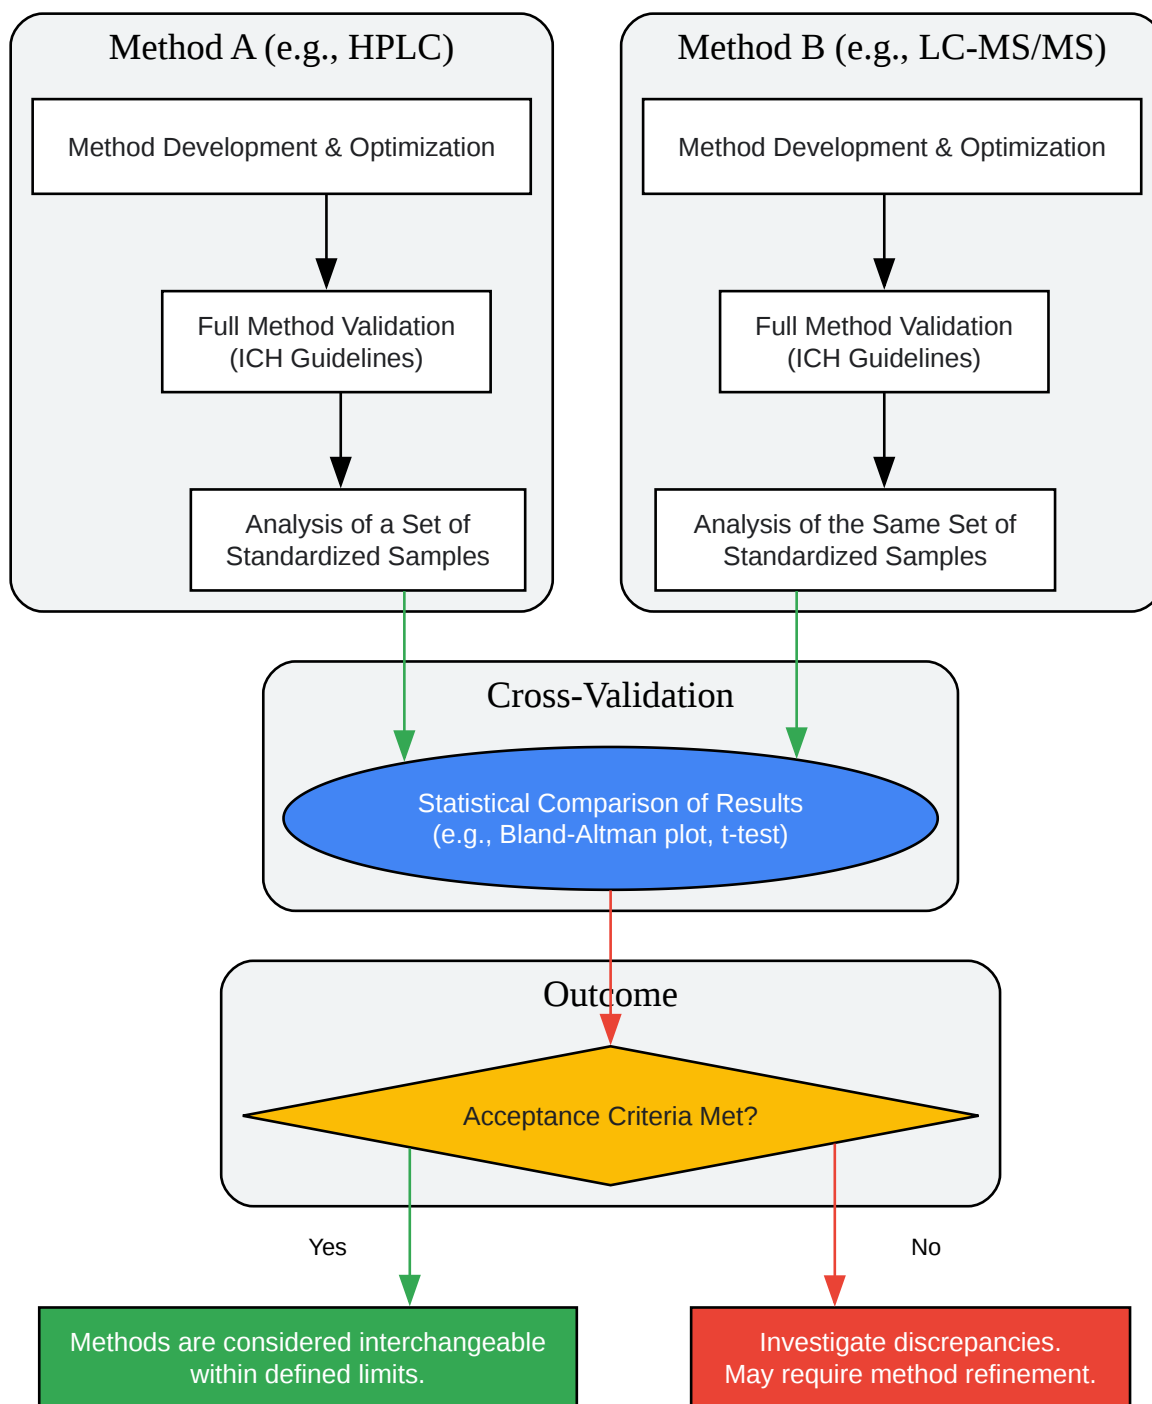 Method A (e.g., HPLC)
Method Development & Optimization
Full Method Validation
(ICH Guidelines)
Analysis of a Set of
Standardized Samples
Method B (e.g., LC-MS/MS)
Method Development & Optimization
Full Method Validation
(ICH Guidelines)
Analysis of the Same Set of
Standardized Samples
Cross-Validation
Statistical Comparison of Results
(e.g., Bland-Altman plot, t-test)
Outcome
Acceptance Criteria Met?
Yes
No
Methods are considered interchangeable
within defined limits.
Investigate discrepancies.
May require method refinement.